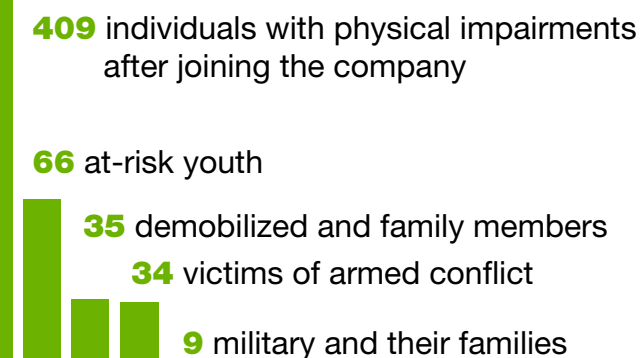 409 individuals with physical impairments
after joining the company
66 at-risk youth
35 demobilized and family members
34 victims of armed conflict
9 military and their families